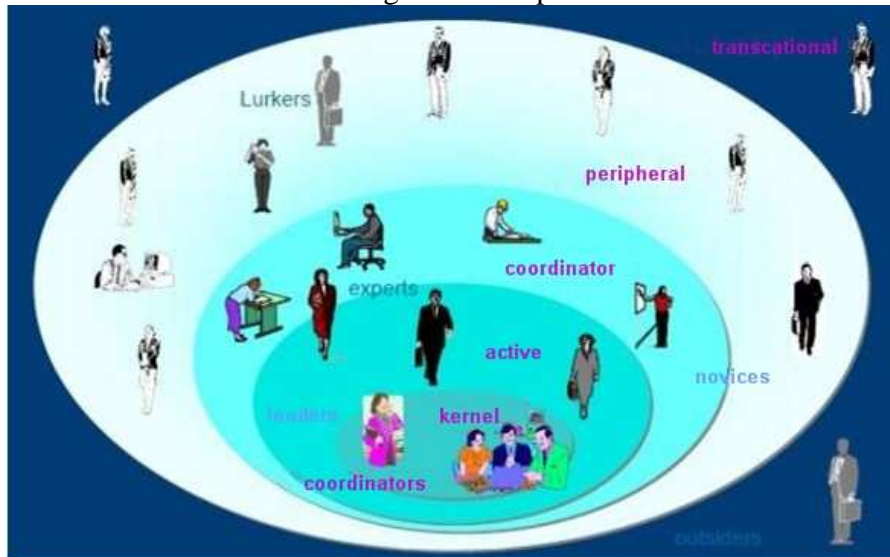 transcational
Lurkers
peripheral
coordinator
experts
active
novices
leaders
kernel
coordinators
outsiders